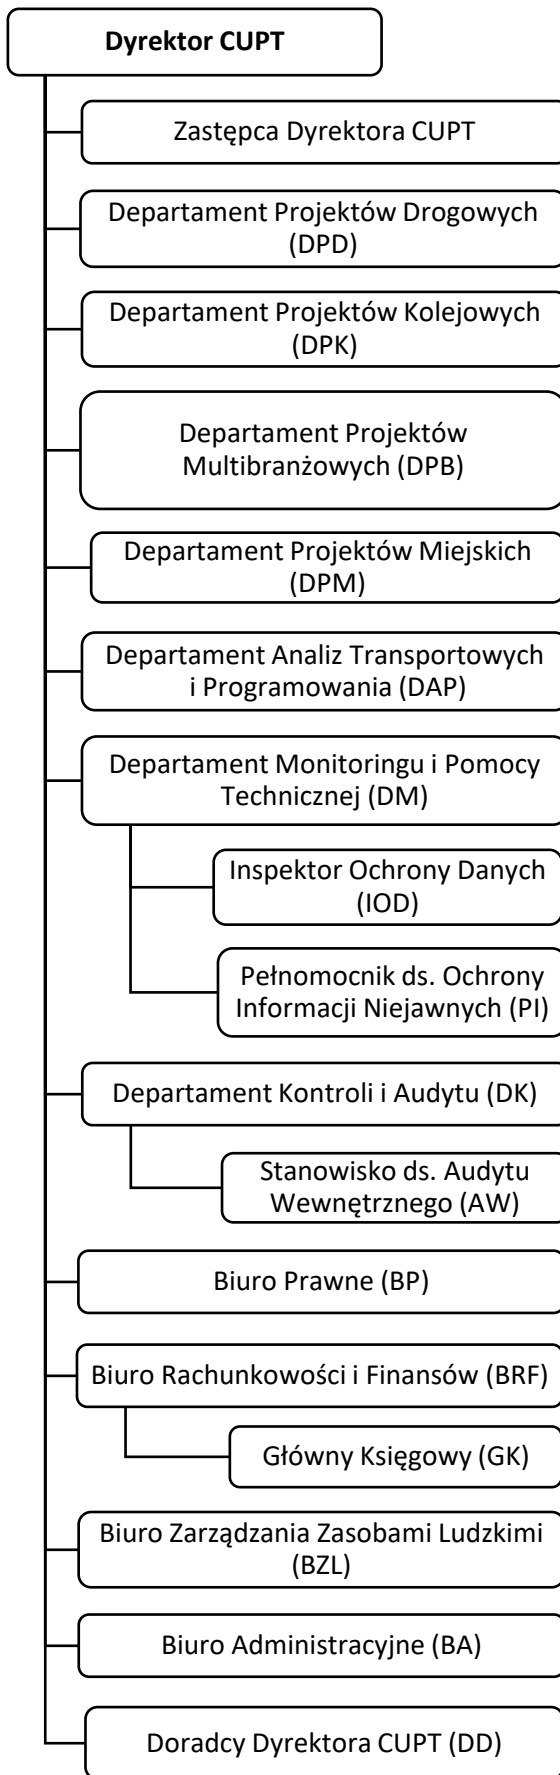 Dyrektor CUPT
Zastępca Dyrektora CUPT
Departament Projektów Drogowych
(DPD)
Departament Projektów Kolejowych
(DPK)
Departament Projektów
Multibranżowych (DPB)
Departament Projektów Miejskich
(DPM)
Departament Analiz Transportowych
i Programowania (DAP)
Departament Monitoringu i Pomocy
Technicznej (DM)
Inspektor Ochrony Danych
(IOD)
Pełnomocnik ds. Ochrony
Informacji Niejawnych (PI)
Departament Kontroli i Audytu (DK)
Stanowisko ds. Audytu
Wewnętrznego (AW)
Biuro Prawne (BP)
Biuro Rachunkowości i Finansów (BRF)
Główny Księgowy (GK)
Biuro Zarządzania Zasobami Ludzkimi
(BZL)
Biuro Administracyjne (BA)
Doradcy Dyrektora CUPT (DD)